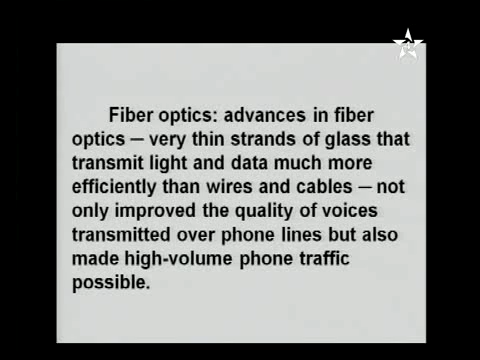 Fiber optics: advances in fiber
optics — very thin strands of glass that
transmit light and data much more
efficiently than wires and cables — not
only improved the quality of voices
transmitted over phone lines but also
made high-volume phone traffic
possible.